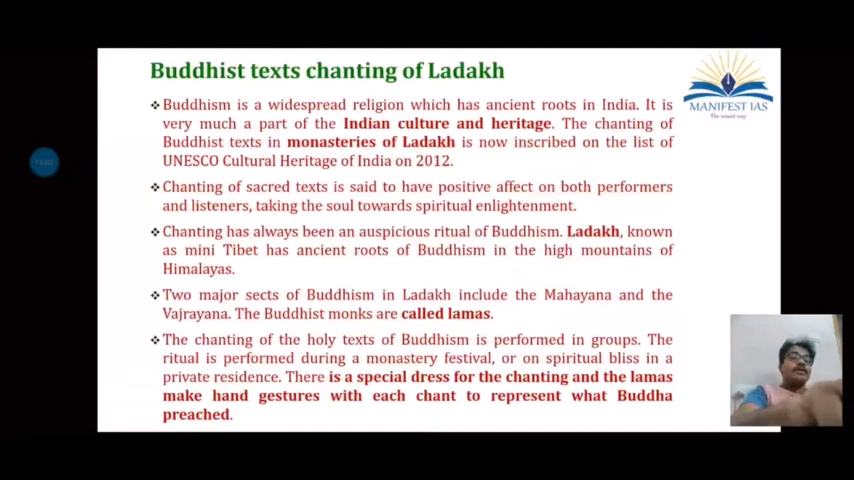 Buddhist texts chanting of Ladakh
MANIFEST IAS
❖Buddhism is a widespread religion which has ancient roots in India. It is
very much a part of the Indian culture and heritage. The chanting of
Buddhist texts in monasteries of Ladakh is now inscribed on the list of
UNESCO Cultural Heritage of India on 2012.
❖Chanting of sacred texts is said to have positive affect on both performers
and listeners, taking the soul towards spiritual enlightenment.
❖Chanting has always been an auspicious ritual of Buddhism. Ladakh, known
as mini Tibet has ancient roots of Buddhism in the high mountains of
Himalayas.
❖Two major sects of Buddhism in Ladakh include the Mahayana and the
Vajrayana. The Buddhist monks are called lamas.
❖The chanting of the holy texts of Buddhism is performed in groups. The
ritual is performed during a monastery festival, or on spiritual bliss in a
private residence. There is a special dress for the chanting and the lamas
make hand gestures with each chant to represent what Buddha
preached.